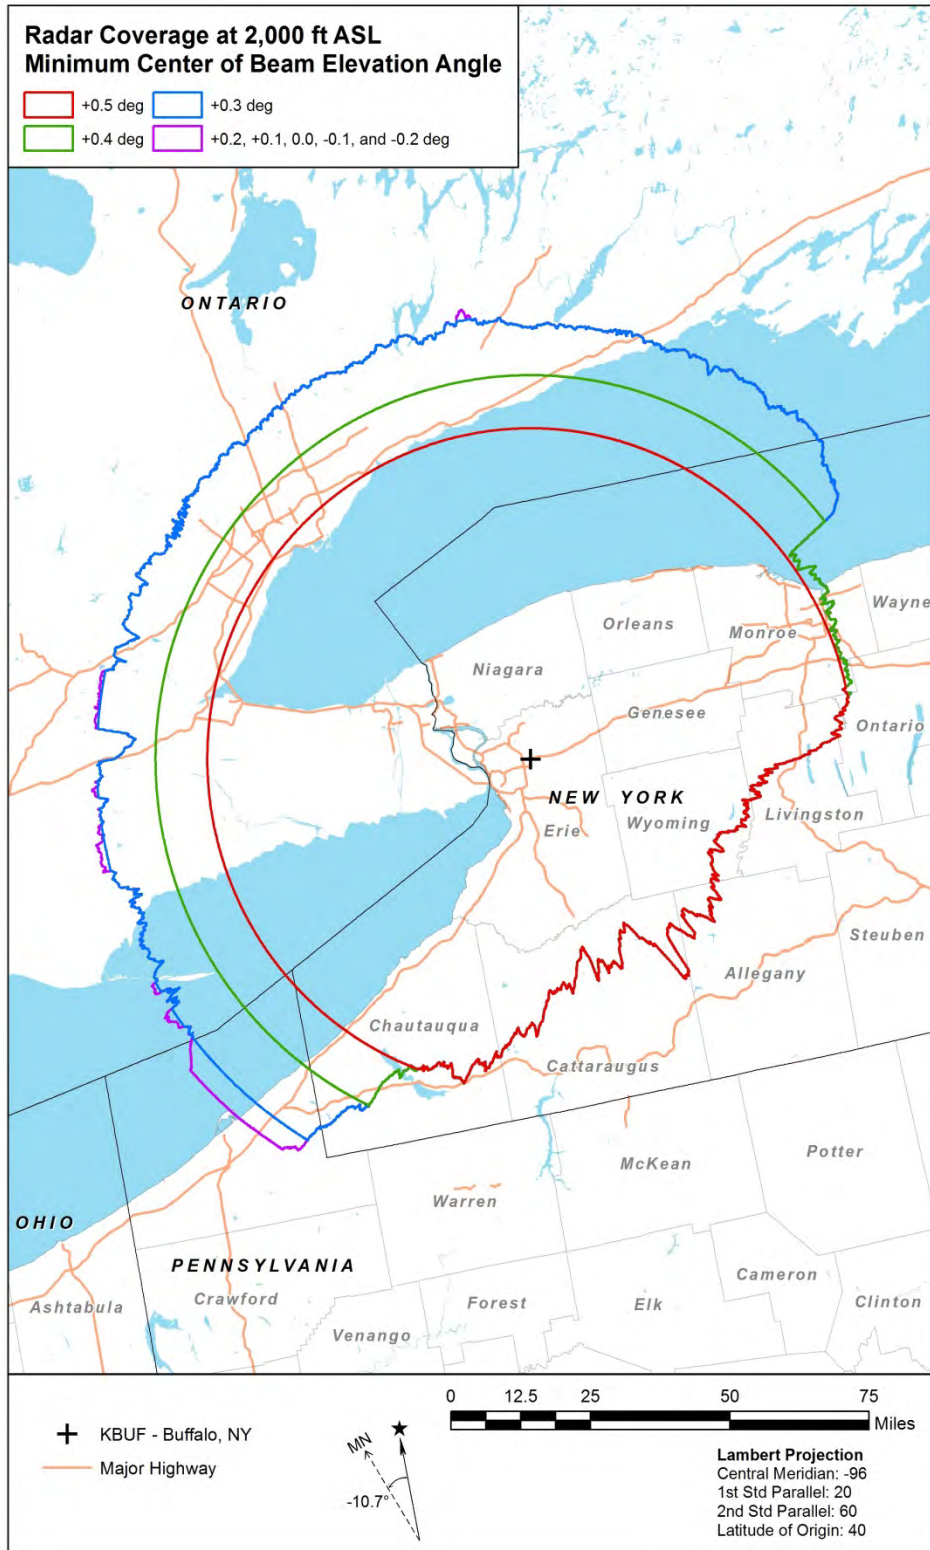 Radar Coverage at 2,000 ft ASL
Minimum Center of Beam Elevation Angle
+0.5 deg
+0.3 deg
+0.4 deg
+0.2, +0.1, 0.0, -0.1, and -0.2 deg
ONTARIO
Wayne
Orleans
Monroe
Niagara
Genesee
Ontario
NEW YORK
Erie
Wyoming
Livingston
Steuben
Allegany
Chautauqua
Cattaraugus
McKean
Potter
Warren
OHIO
PENNSYLVANIA
Cameron
Ashtabula
Crawford
Forest
Elk
Clinton
Venango
0 12.5 25 50 75
Miles
KBUF - Buffalo, NY
Major Highway
MN
-10.7°
Lambert Projection
Central Meridian: -96
1st Std Parallel: 20
2nd Std Parallel: 60
Latitude of Origin: 40